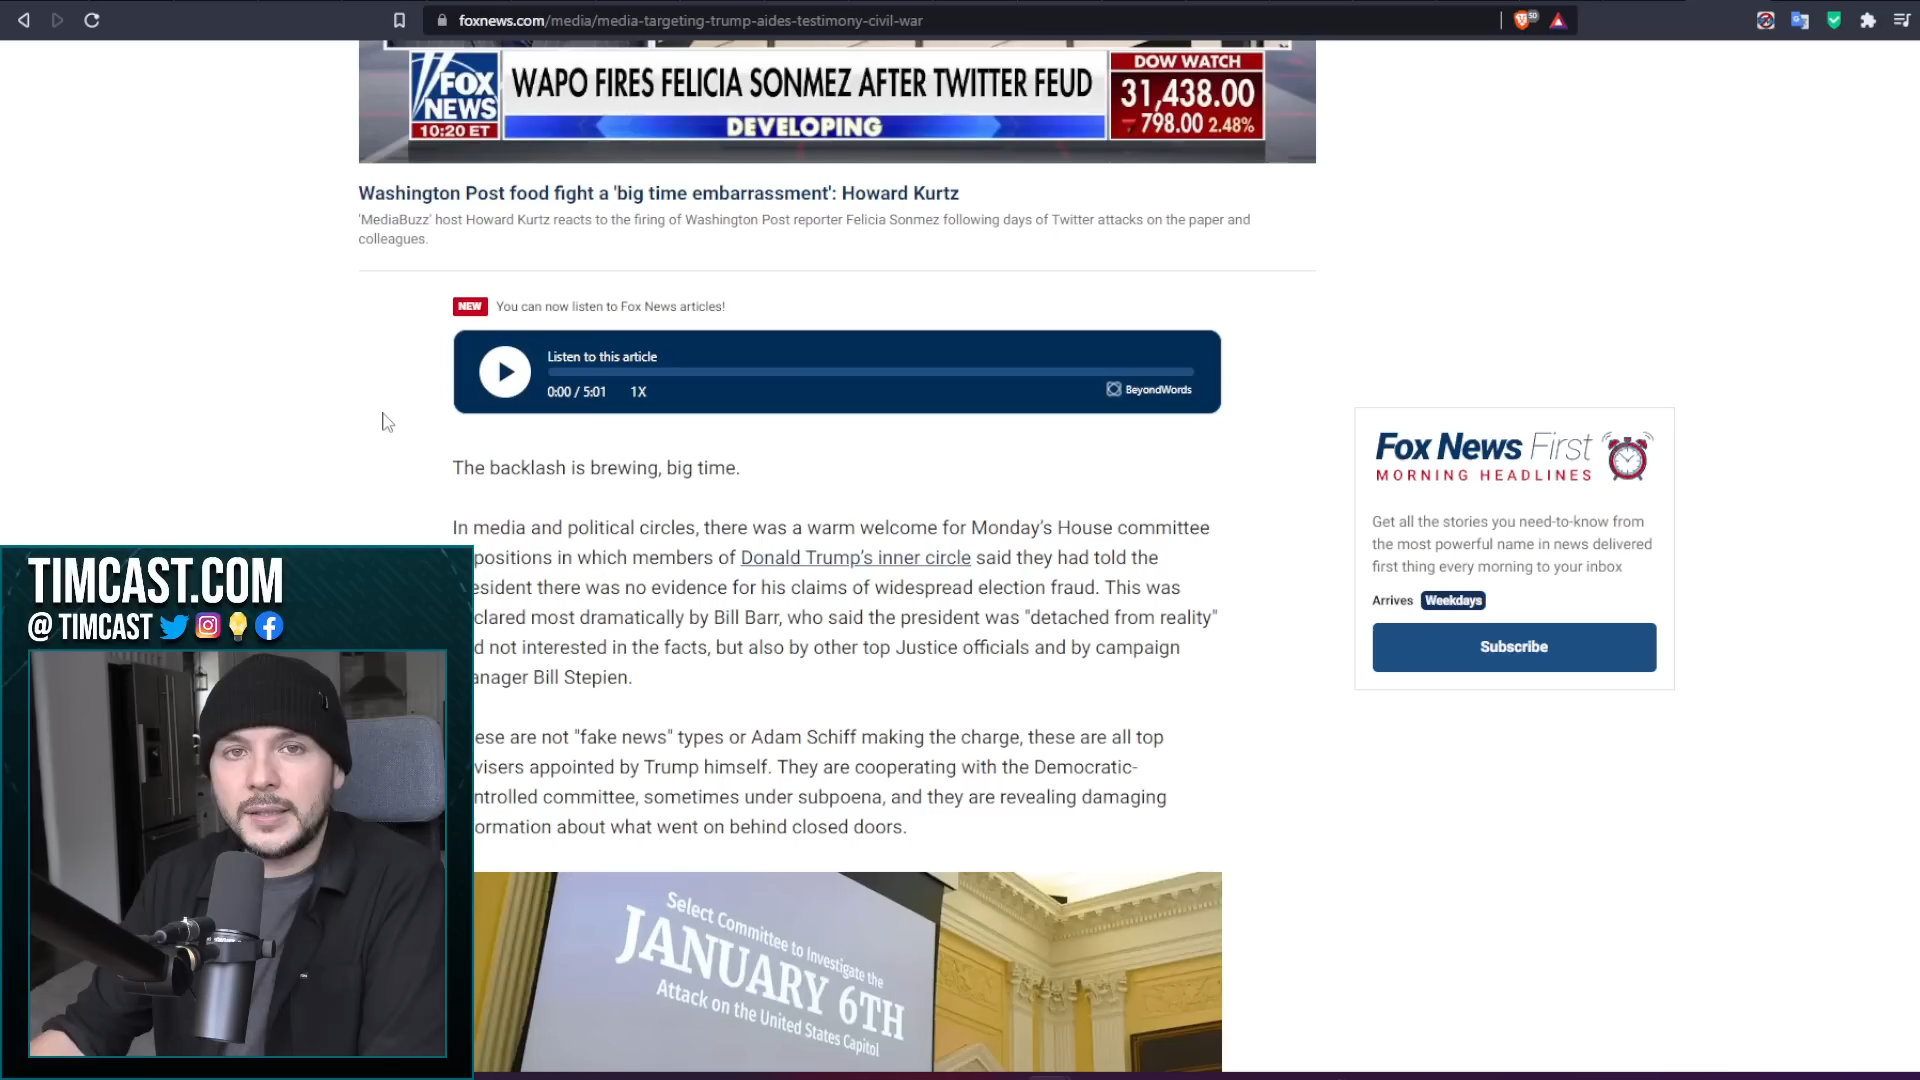 foxnews.com/media/media-targeting-trump-aides-testimony-civil-war
50
FOX
NEWS
10:20 ET
WAPO FIRES FELICIA SONMEZ AFTER TWITTER FEUD
DEVELOPING
DOW WATCH
31,438.00
798.00 2.48%
Washington Post food fight a 'big time embarrassment': Howard Kurtz
'MediaBuzz' host Howard Kurtz reacts to the firing of Washington Post reporter Felicia Sonmez following days of Twitter attacks on the paper and
colleagues.
NEW You can now listen to Fox News articles!
Listen to this article
0:00 / 5:01 1X
BeyondWords
The backlash is brewing, big time.
In media and political circles, there was a warm welcome for Monday's House committee
positions in which members of Donald Trump's inner circle said they had told the
esident there was no evidence for his claims of widespread election fraud. This was
clared most dramatically by Bill Barr, who said the president was "detached from reality"
d not interested in the facts, but also by other top Justice officials and by campaign
anager Bill Stepien.
ese are not "fake news" types or Adam Schiff making the charge, these are all top
visers appointed by Trump himself. They are cooperating with the Democratic-
ntrolled committee, sometimes under subpoena, and they are revealing damaging
ormation about what went on behind closed doors.
Select Committee to Investigate the
JANUARY 6TH
Attack on the United States Capitol
Fox News First
MORNING HEADLINES
Get all the stories you need-to-know from
the most powerful name in news delivered
first thing every morning to your inbox
Arrives Weekdays
Subscribe
TIMCAST.COM
@ TIMCAST